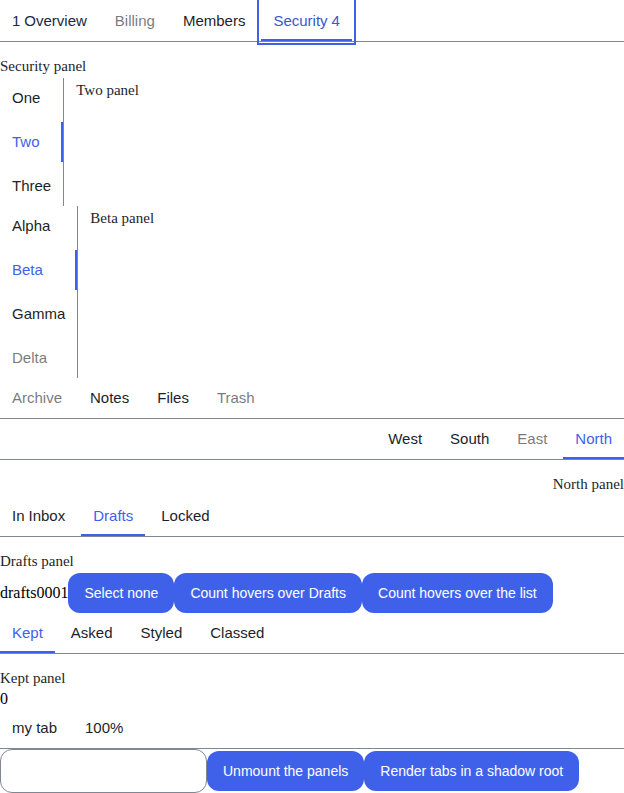 1 Overview Billing Members Security 4
Security panel
One
Two panel
Two
Three
Alpha
Beta panel
Beta
Gamma
Delta
Archive Notes Files Trash
West South East North
North panel
In Inbox Drafts Locked
Drafts panel
drafts0001 Select none Count hovers over Drafts Count hovers over the list
Kept Asked Styled Classed
Kept panel
0
my tab 100%
Unmount the panels Render tabs in a shadow root